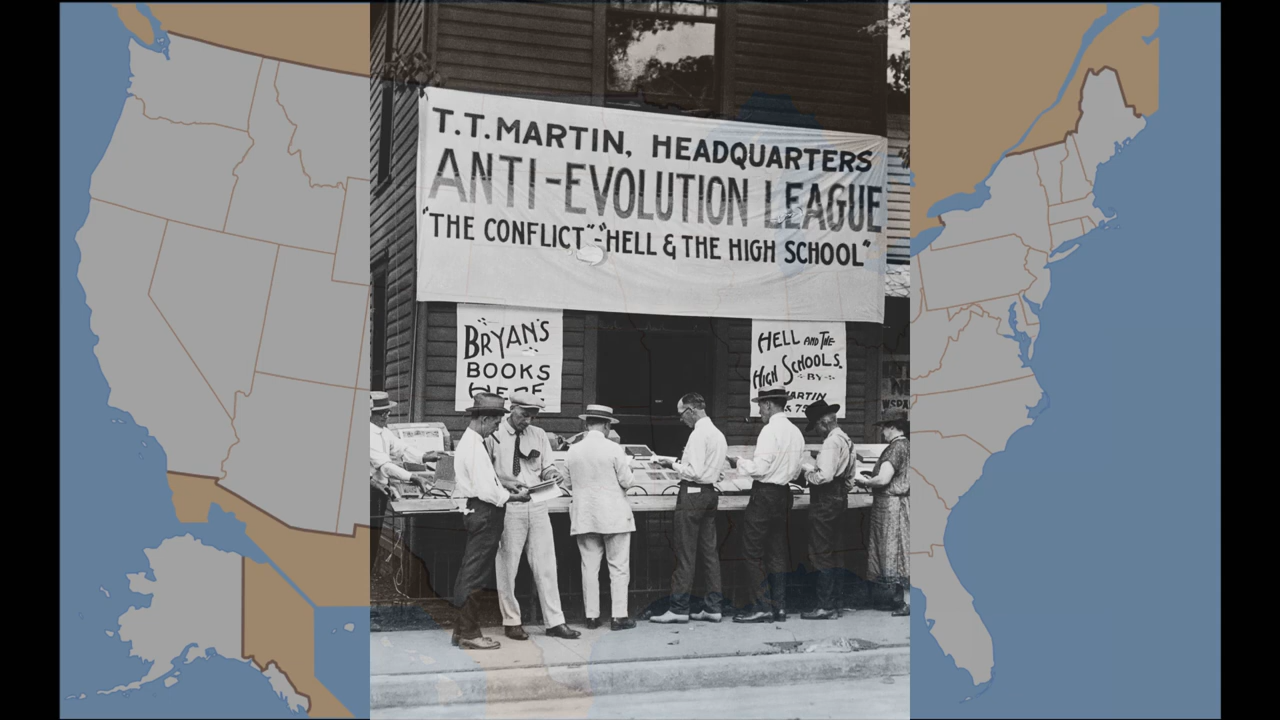 T.T. MARTIN, HEADQUARTERS
ANTI-EVOLUTION LEAGUE
"THE CONFLICT"-"HELL & THE HIGH SCHOOL"
BRYAN'S
BOOKS
HERE
HELL AND THE
HIGH SCHOOLS.
-BY-
MARTIN